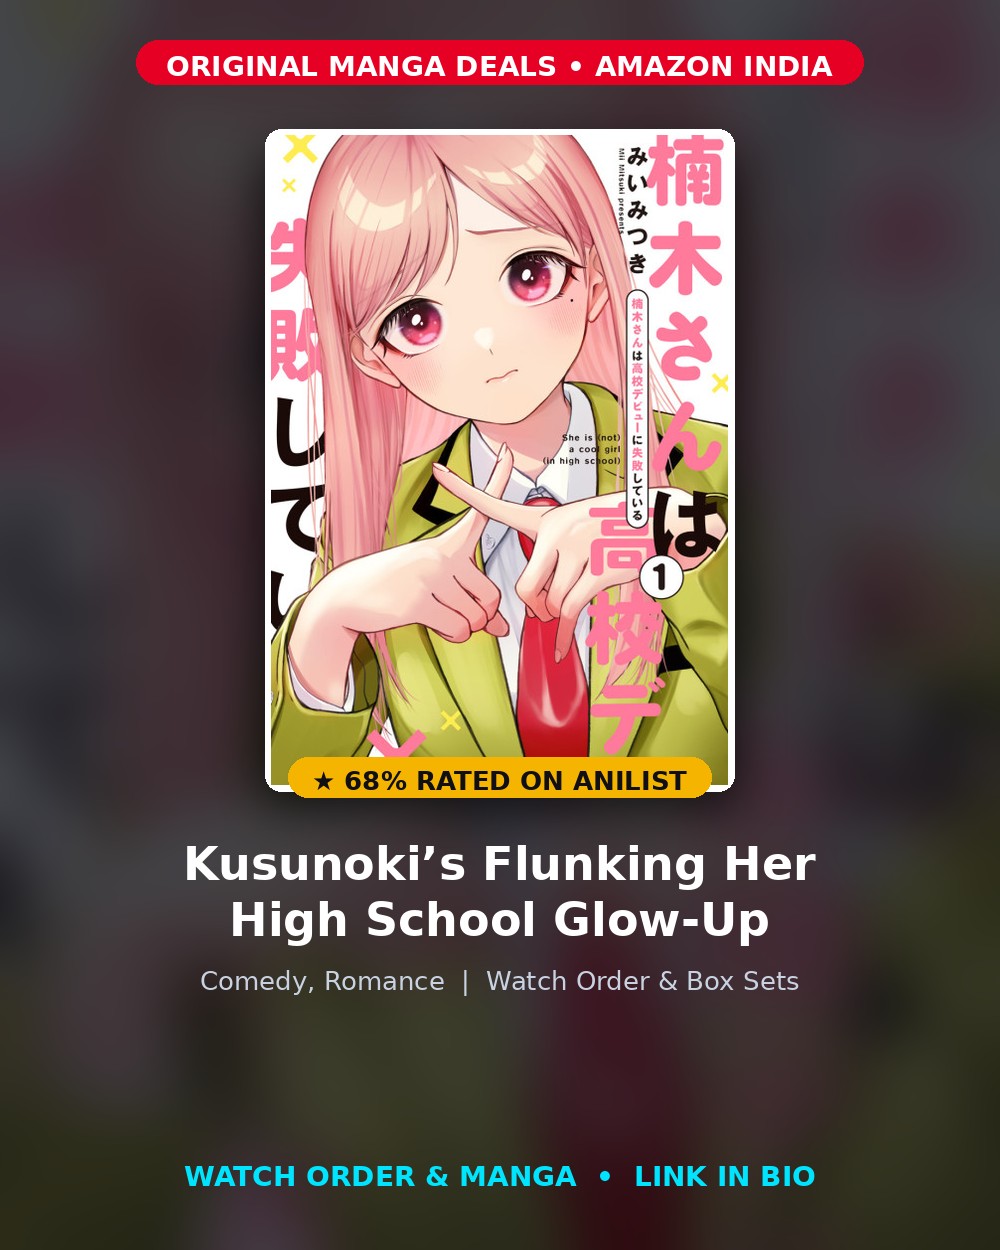 ORIGINAL MANGA DEALS • AMAZON INDIA
楠木さんは
高校デ
失敗
してい
みいみつき
Mii Mitsuki presents
楠木さんは高校デビューに失敗している
She is (not)
a cool girl
(in high school)
1
★ 68% RATED ON ANILIST
Kusunoki’s Flunking Her
High School Glow-Up
Comedy, Romance | Watch Order & Box Sets
WATCH ORDER & MANGA • LINK IN BIO